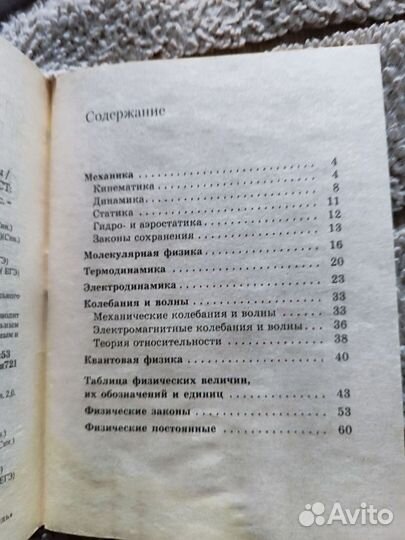 Содержание
Механика 4
Кинематика 4
Динамика 8
Статика 11
Гидро- и аэростатика 12
Законы сохранения 13
Молекулярная физика 16
Термодинамика 20
Электродинамика 23
Колебания и волны 33
Механические колебания и волны 33
Электромагнитные колебания и волны 36
Теория относительности 38
Квантовая физика 40
Таблица физических величин,
их обозначений и единиц 43
Физические законы 53
Физические постоянные 60
Avito